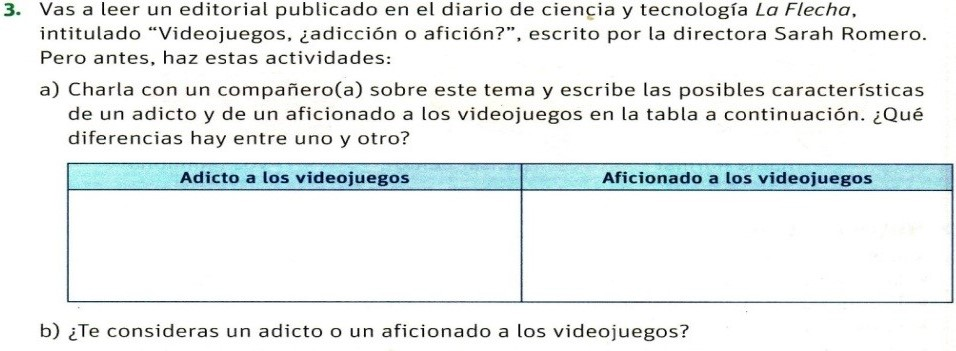 3. Vas a leer un editorial publicado en el diario de ciencia y tecnología La Flecha,
intitulado “Videojuegos, ¿adicción o afición?”, escrito por la directora Sarah Romero.
Pero antes, haz estas actividades:
a) Charla con un compañero(a) sobre este tema y escribe las posibles características
de un adicto y de un aficionado a los videojuegos en la tabla a continuación. ¿Qué
diferencias hay entre uno y otro?
Adicto a los videojuegos Aficionado a los videojuegos
b) ¿Te consideras un adicto o un aficionado a los videojuegos?